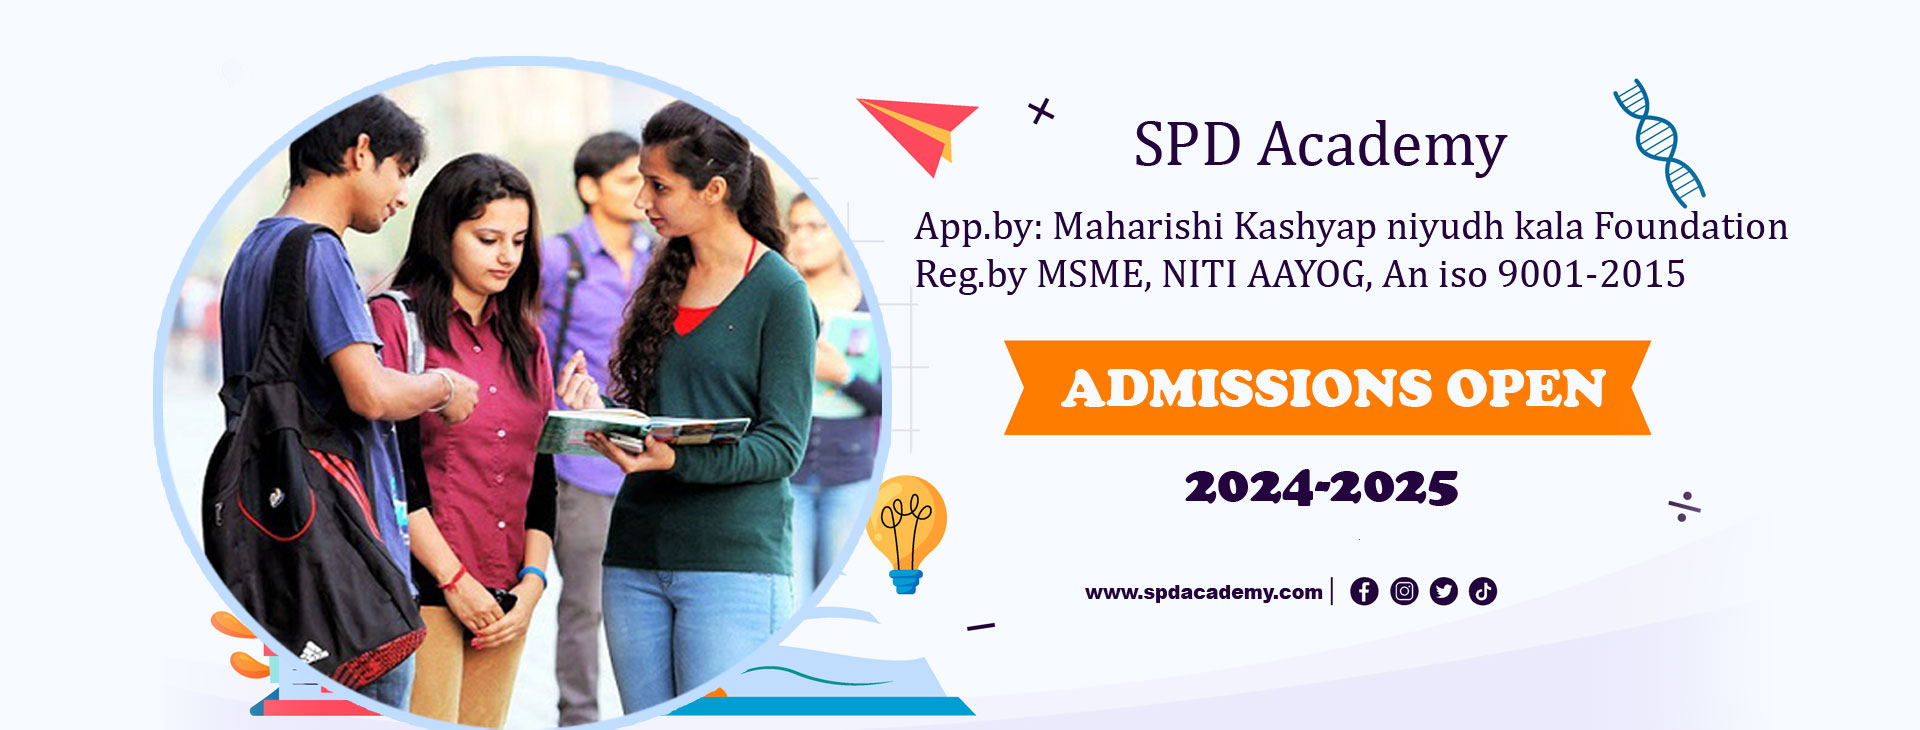 SPD Academy
App.by: Maharishi Kashyap niyudh kala Foundation
Reg.by MSME, NITI AAYOG, An iso 9001-2015
ADMISSIONS OPEN
2024-2025
www.spdacademy.com